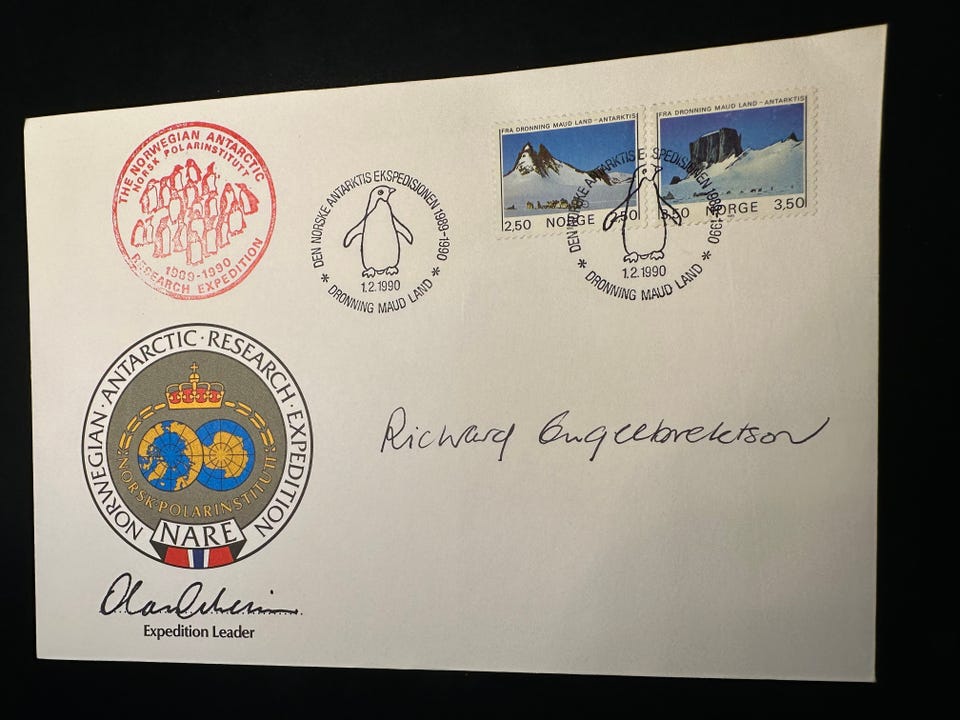 THE NORWEGIAN ANTARCTIC
NORSK POLARINSTITUTT
1989-1990
RESEARCH EXPEDITION
DEN NORSKE ANTARKTIS EKSPEDISJONEN 1989-1990
1.2.1990
* DRONNING MAUD LAND *
FRA DRONNING MAUD LAND - ANTARKTIS
2,50 NORGE 2,50
FRA DRONNING MAUD LAND - ANTARKTIS
3,50 NORGE 3,50
DEN NORSKE ANTARKTIS EKSPEDISJONEN 1989-1990
1.2.1990
* DRONNING MAUD LAND *
NORWEGIAN · ANTARCTIC · RESEARCH · EXPEDITION
NORSK POLARINSTITUTT
NARE
Richard Engelbrektson
Expedition Leader